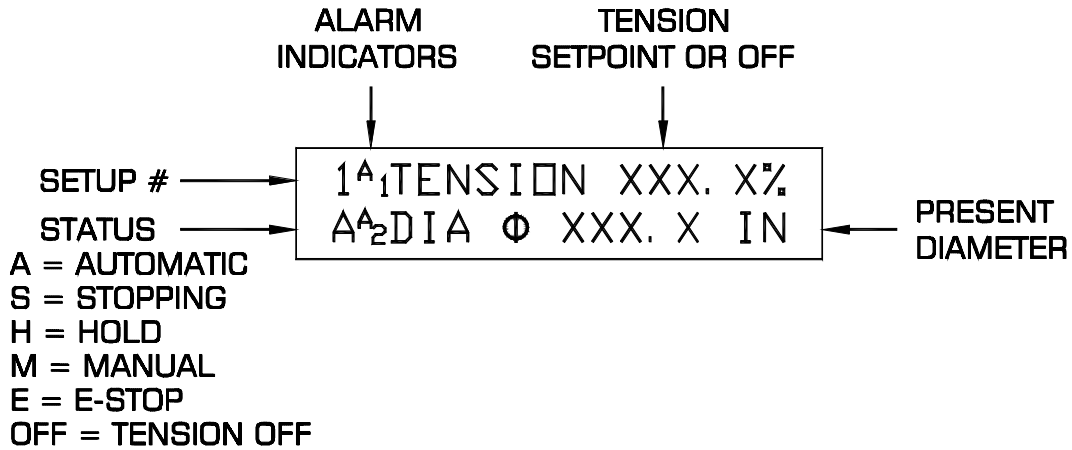 ALARM
INDICATORS
TENSION
SETPOINT OR OFF
SETUP #
1ᴬ₁TENSION XXX. X%
STATUS
Aᴬ₂DIA Φ XXX. X IN
PRESENT
DIAMETER
A = AUTOMATIC
S = STOPPING
H = HOLD
M = MANUAL
E = E-STOP
OFF = TENSION OFF